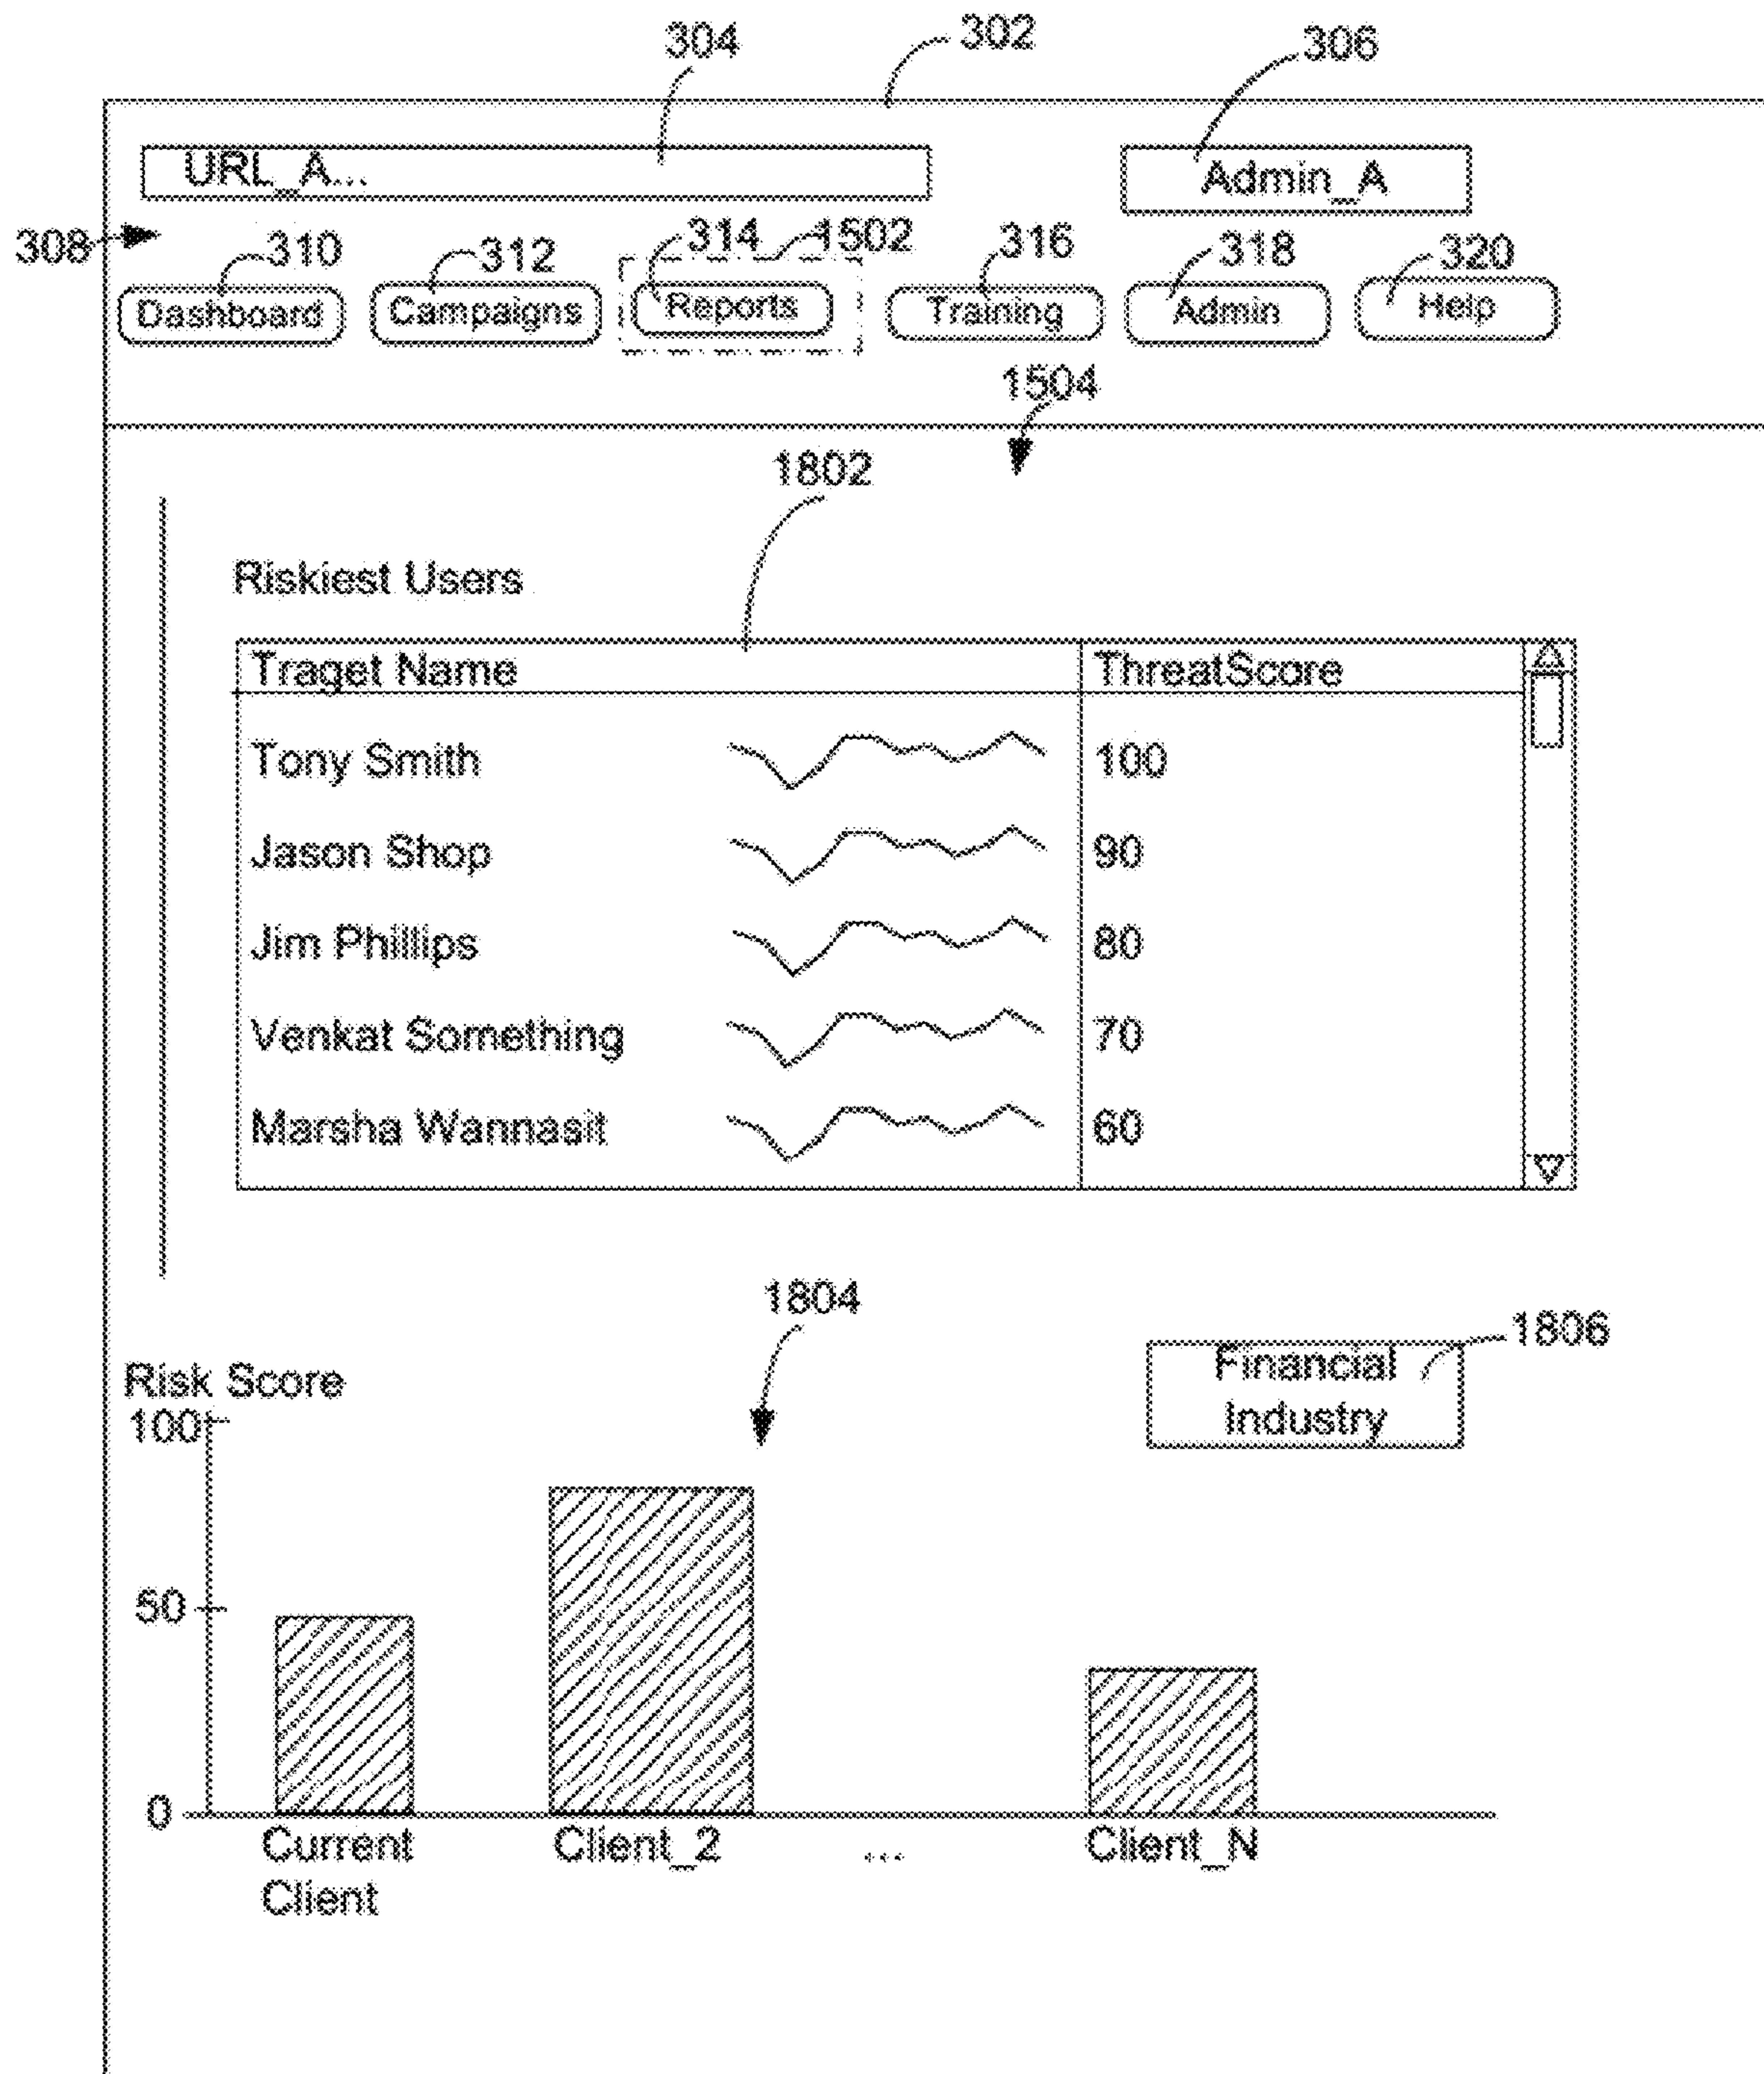 304
302
306
URL_A...
Admin_A
308
310
312
314
1502
316
318
320
Dashboard
Campaigns
Reports
Training
Admin
Help
1504
1802
Riskiest Users
Traget Name
ThreatScore
Tony Smith
100
Jason Shop
90
Jim Phillips
80
Venkat Something
70
Marsha Wannasit
60
1804
1806
Financial
Industry
Risk Score
100
50
0
Current
Client
Client_2
...
Client_N